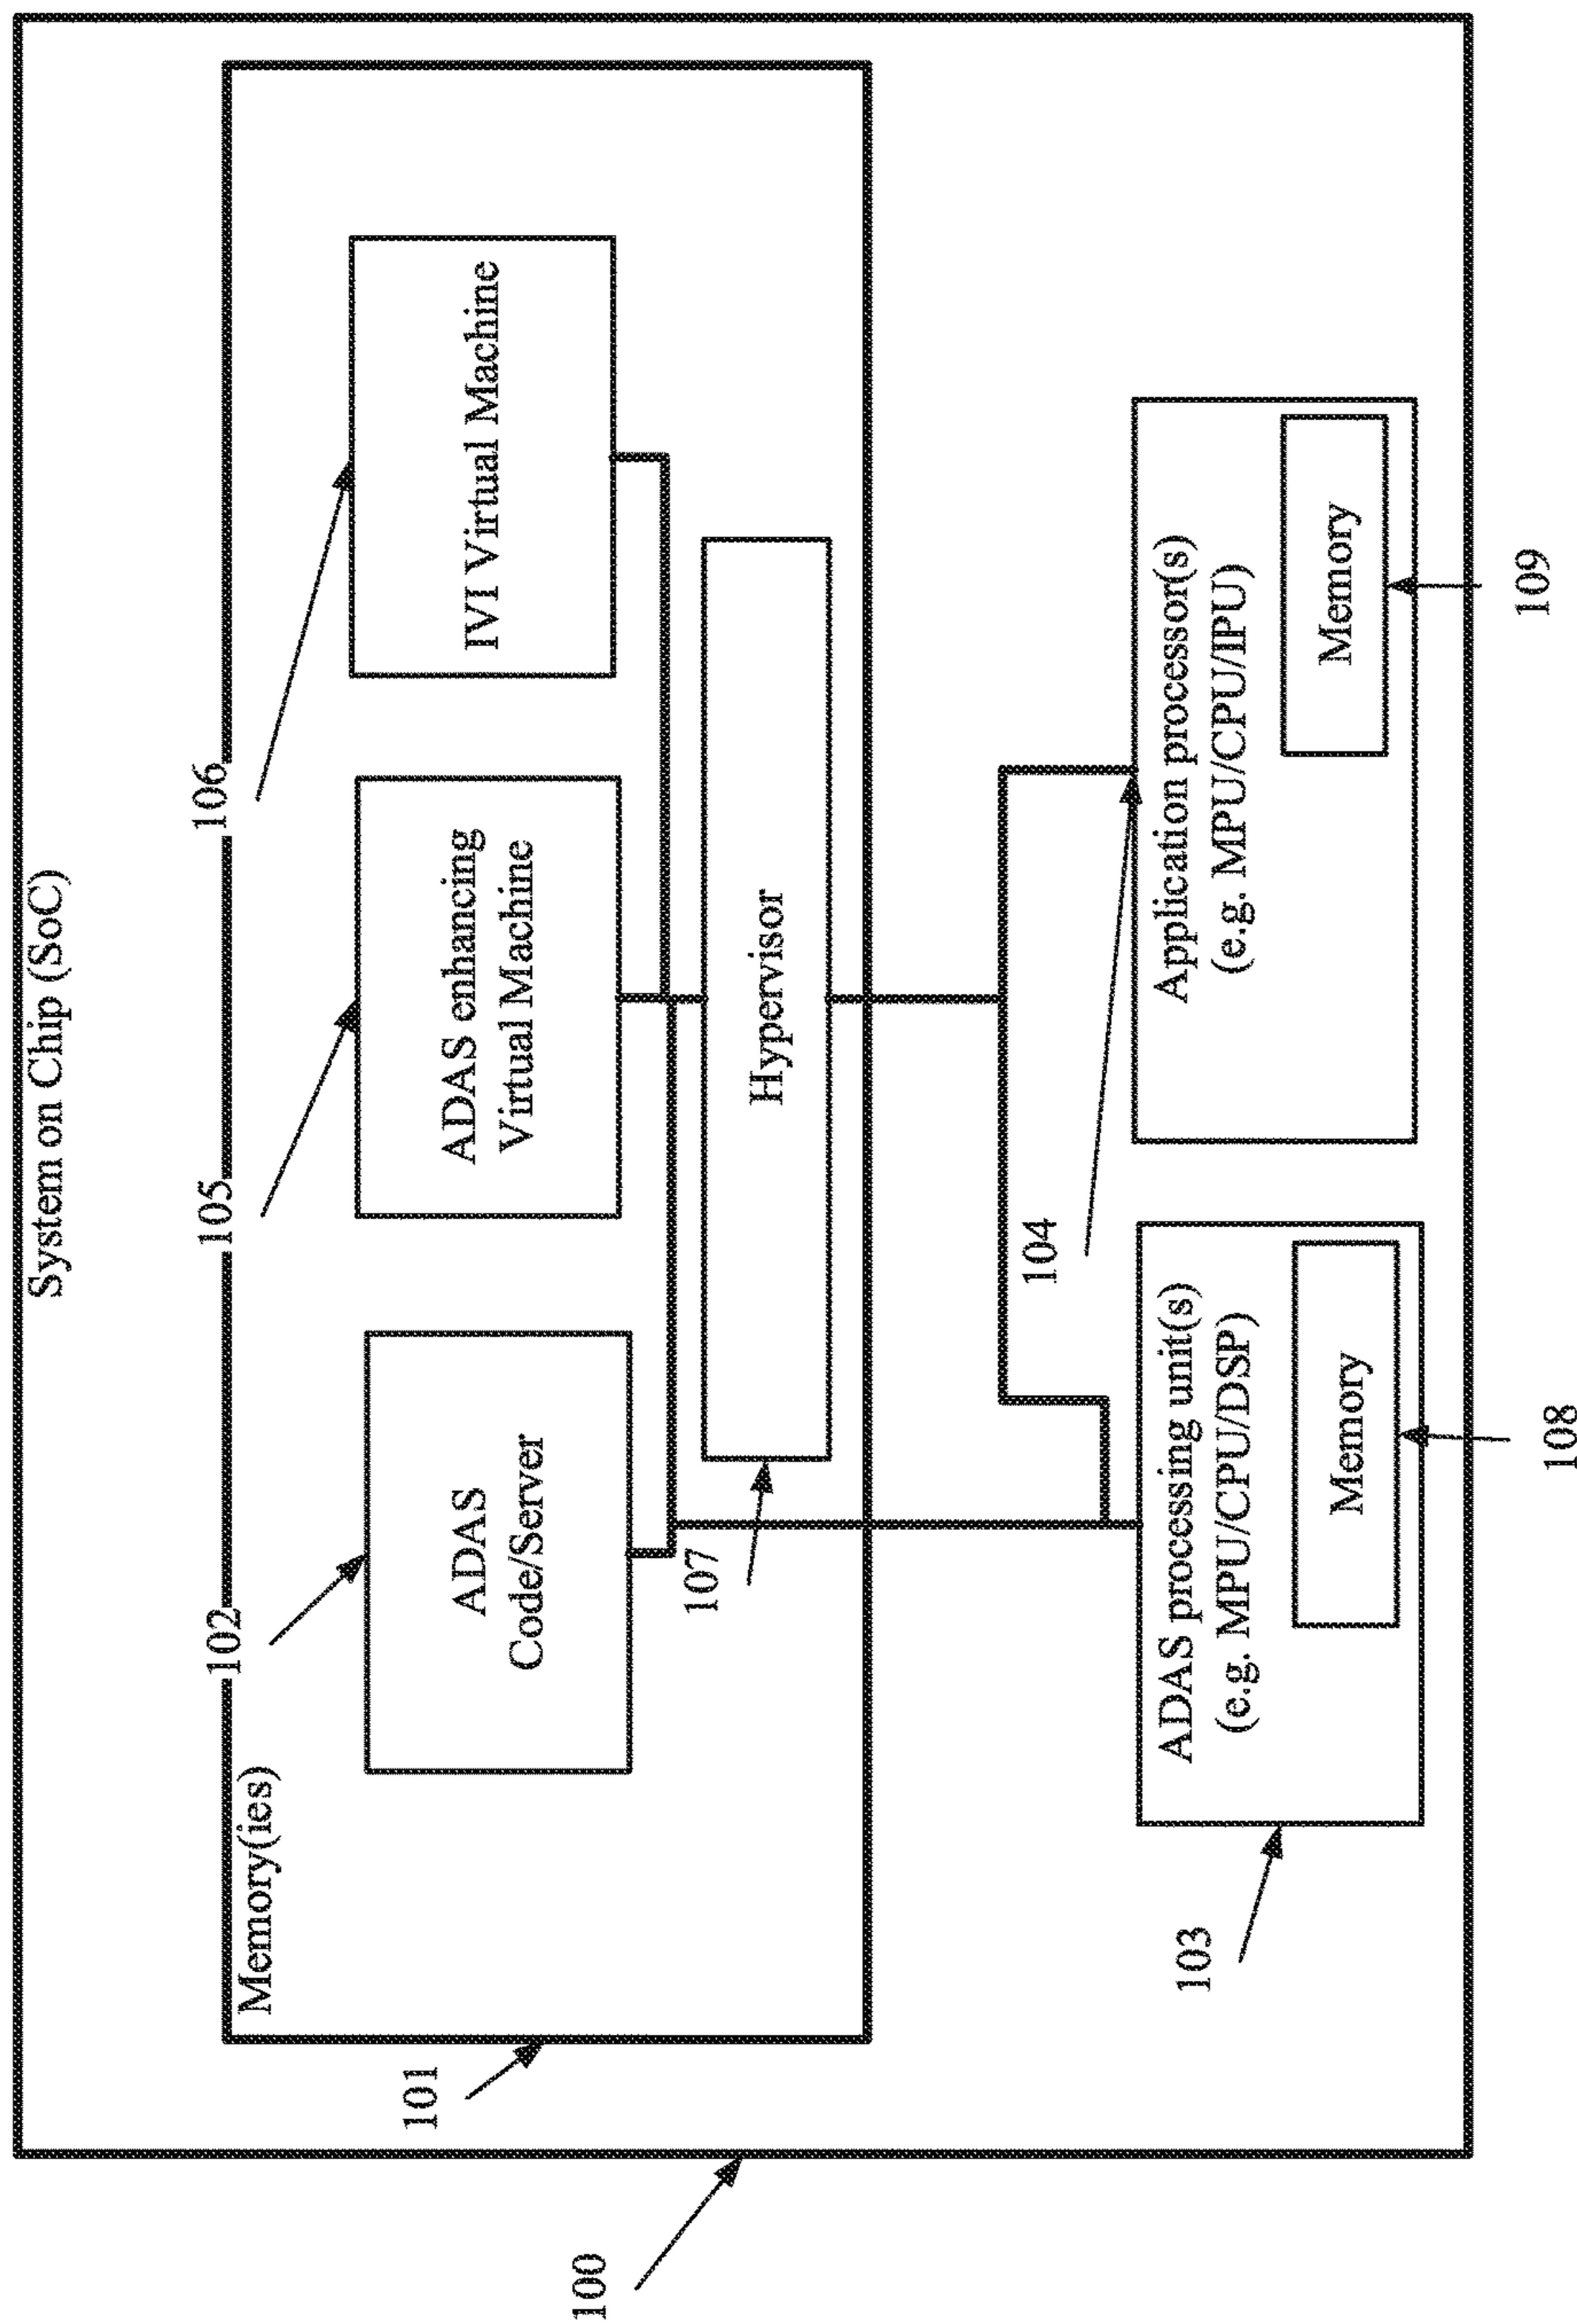 System on Chip (SoC)
100
101
Memory(ies)
102
105
106
ADAS
Code/Server
ADAS enhancing
Virtual Machine
IVI Virtual Machine
107
Hypervisor
104
103
ADAS processing unit(s)
(e.g. MPU/CPU/DSP)
Memory
108
Application processor(s)
(e.g. MPU/CPU/IPU)
Memory
109